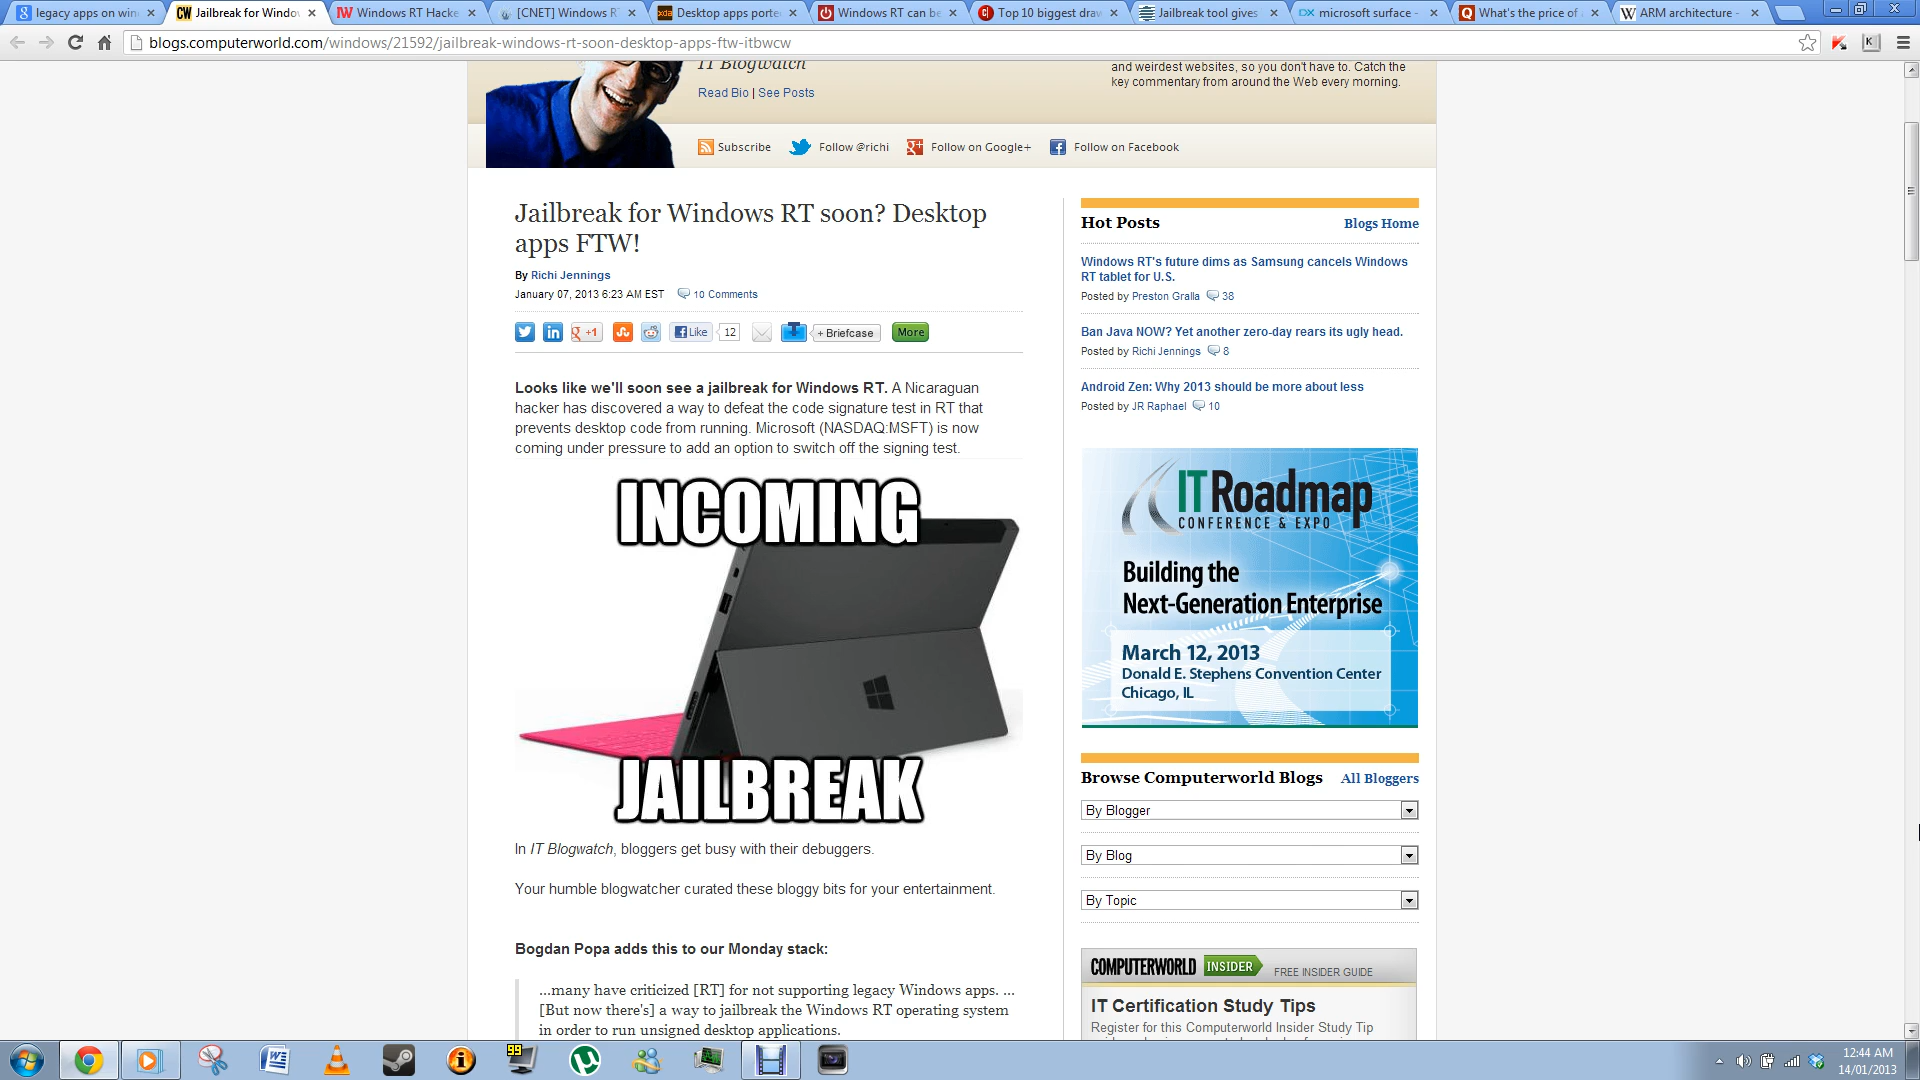 legacy apps on win
Jailbreak for Window
Windows RT Hacke
[CNET] Windows R
Desktop apps porte
Windows RT can be
Top 10 biggest draw
Jailbreak tool gives
microsoft surface -
What's the price of a
ARM architecture -
blogs.computerworld.com/windows/21592/jailbreak-windows-rt-soon-desktop-apps-ftw-itbwcw
IT Blogwatch
Read Bio | See Posts
and weirdest websites, so you don't have to. Catch the
key commentary from around the Web every morning.
Subscribe
Follow @richi
Follow on Google+
Follow on Facebook
Jailbreak for Windows RT soon? Desktop
apps FTW!
By Richi Jennings
January 07, 2013 6:23 AM EST
10 Comments
+1
Like
12
+ Briefcase
More
Looks like we'll soon see a jailbreak for Windows RT. A Nicaraguan
hacker has discovered a way to defeat the code signature test in RT that
prevents desktop code from running. Microsoft (NASDAQ:MSFT) is now
coming under pressure to add an option to switch off the signing test.
INCOMING
JAILBREAK
In IT Blogwatch, bloggers get busy with their debuggers.
Your humble blogwatcher curated these bloggy bits for your entertainment.
Bogdan Popa adds this to our Monday stack:
...many have criticized [RT] for not supporting legacy Windows apps. ...
[But now there's] a way to jailbreak the Windows RT operating system
in order to run unsigned desktop applications.
Hot Posts
Blogs Home
Windows RT's future dims as Samsung cancels Windows
RT tablet for U.S.
Posted by Preston Gralla 38
Ban Java NOW? Yet another zero-day rears its ugly head.
Posted by Richi Jennings 8
Android Zen: Why 2013 should be more about less
Posted by JR Raphael 10
IT Roadmap
CONFERENCE & EXPO
Building the
Next-Generation Enterprise
March 12, 2013
Donald E. Stephens Convention Center
Chicago, IL
Browse Computerworld Blogs
All Bloggers
By Blogger
By Blog
By Topic
COMPUTERWORLD INSIDER FREE INSIDER GUIDE
IT Certification Study Tips
Register for this Computerworld Insider Study Tip
99
12:44 AM
14/01/2013